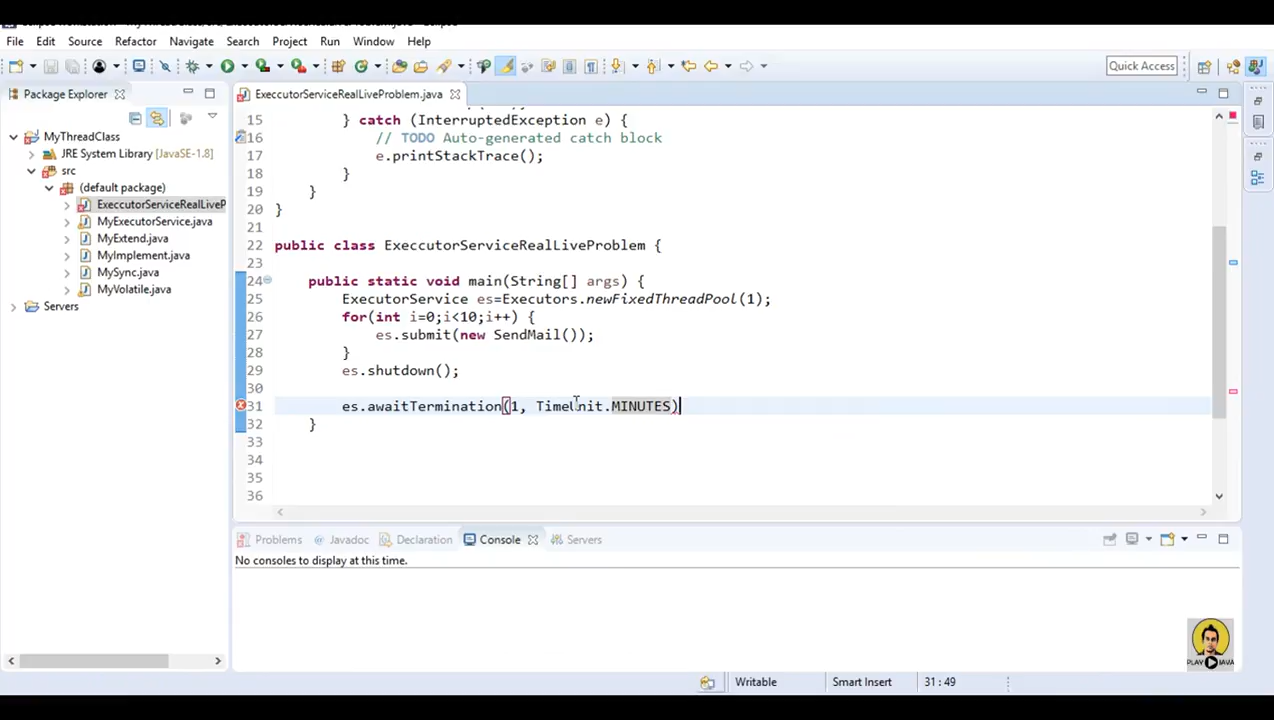 File Edit Source Refactor Navigate Search Project Run Window Help
Quick Access
Package Explorer
ExeccutorServiceRealLiveProblem.java
MyThreadClass
JRE System Library [JavaSE-1.8]
src
(default package)
ExeccutorServiceRealLiveP
MyExecutorService.java
MyExtend.java
MyImplement.java
MySync.java
MyVolatile.java
Servers
15 } catch (InterruptedException e) {
16 // TODO Auto-generated catch block
17 e.printStackTrace();
18 }
19 }
20 }
21
22 public class ExeccutorServiceRealLiveProblem {
23
24 public static void main(String[] args) {
25 ExecutorService es=Executors.newFixedThreadPool(1);
26 for(int i=0;i<10;i++) {
27 es.submit(new SendMail());
28 }
29 es.shutdown();
30
31 es.awaitTermination(1, TimeUnit.MINUTES)
32 }
33
34
35
36
Problems Javadoc Declaration Console Servers
No consoles to display at this time.
PLAY JAVA
Writable Smart Insert 31 : 49